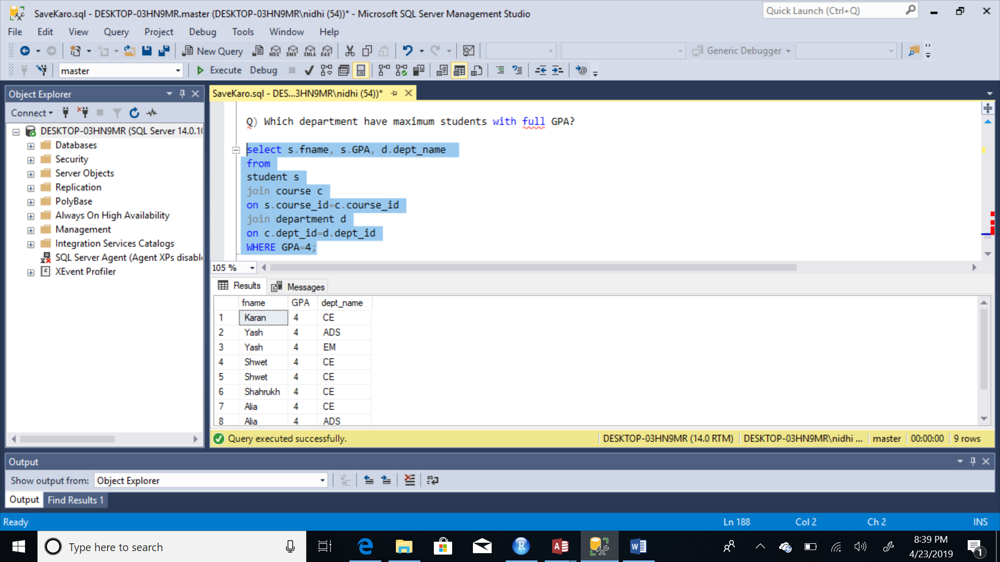 SaveKaro.sql - DESKTOP-03HN9MR.master (DESKTOP-03HN9MR\nidhi (54))* - Microsoft SQL Server Management Studio
Quick Launch (Ctrl+Q)
File Edit View Query Project Debug Tools Window Help
New Query MDX DMX XMLA DAX Generic Debugger
master Execute Debug
Object Explorer
Connect
DESKTOP-03HN9MR (SQL Server 14.0.10
Databases
Security
Server Objects
Replication
PolyBase
Always On High Availability
Management
Integration Services Catalogs
SQL Server Agent (Agent XPs disabl
XEvent Profiler
SaveKaro.sql - DES...3HN9MR\nidhi (54))*
Q) Which department have maximum students with full GPA?
select s.fname, s.GPA, d.dept_name
from
student s
join course c
on s.course_id=c.course_id
join department d
on c.dept_id=d.dept_id
WHERE GPA=4;
105 %
Results Messages
fname GPA dept_name
1 Karan 4 CE
2 Yash 4 ADS
3 Yash 4 EM
4 Shwet 4 CE
5 Shwet 4 CE
6 Shahrukh 4 CE
7 Alia 4 CE
8 Alia 4 ADS
Query executed successfully. DESKTOP-03HN9MR (14.0 RTM) DESKTOP-03HN9MR\nidhi ... master 00:00:00 9 rows
Output
Show output from: Object Explorer
Output Find Results 1
Ready Ln 188 Col 2 Ch 2 INS
Type here to search
8:39 PM
4/23/2019
1